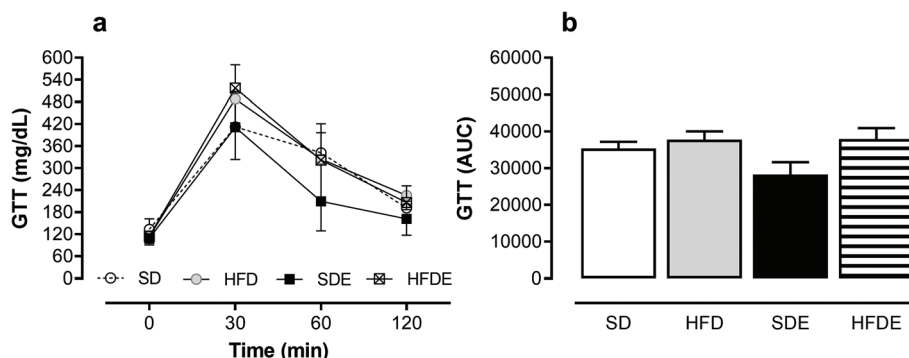 a
GTT (mg/dL)
600
540
480
420
360
300
240
180
120
60
0
SD
HFD
SDE
HFDE
0 30 60 120
Time (min)
b
GTT (AUC)
60000
50000
40000
30000
20000
10000
0
SD HFD SDE HFDE